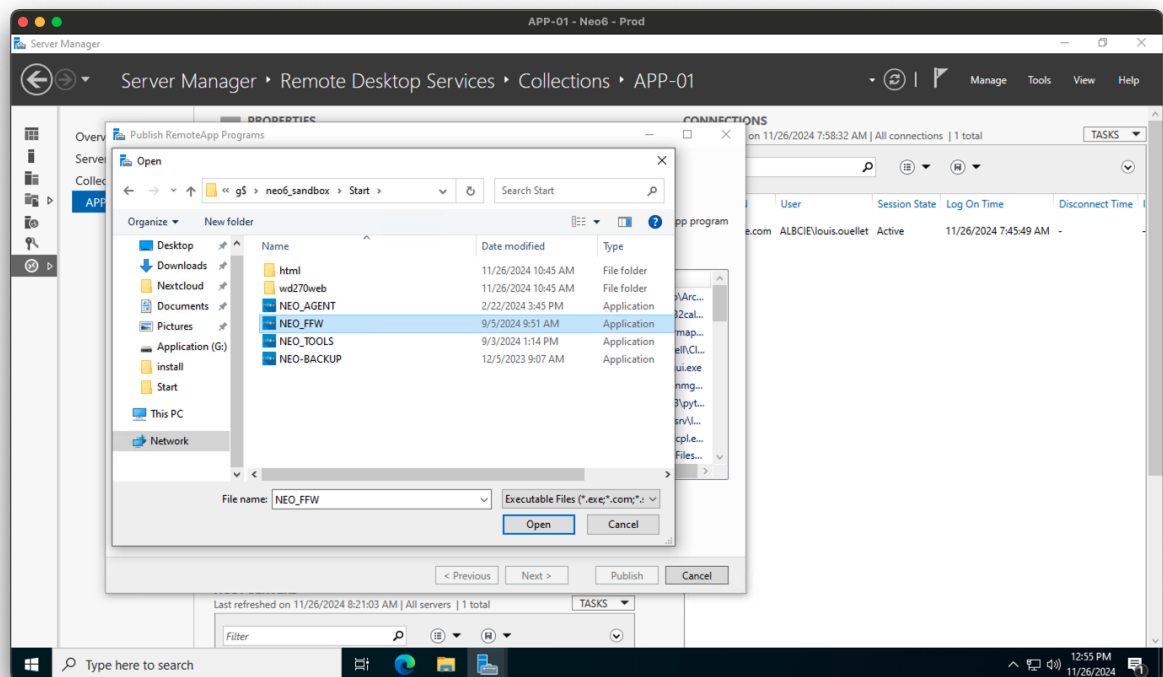 APP-01 - Neo6 - Prod
Server Manager
Server Manager ‣ Remote Desktop Services ‣ Collections ‣ APP-01
Manage Tools View Help
PROPERTIES
CONNECTIONS
Publish RemoteApp Programs
on 11/26/2024 7:58:32 AM | All connections | 1 total
TASKS
Open
« g$ > neo6_sandbox > Start >
Search Start
Organize New folder
pp program
User Session State Log On Time Disconnect Time
e.com ALBCIE\louis.ouellet Active 11/26/2024 7:45:49 AM -
Name Date modified Type
Desktop
Downloads
Nextcloud
Documents
Pictures
Application (G:)
install
Start
This PC
Network
html 11/26/2024 10:45 AM File folder
wd270web 11/26/2024 10:45 AM File folder
NEO_AGENT 2/22/2024 3:45 PM Application
NEO_FFW 9/5/2024 9:51 AM Application
NEO_TOOLS 9/3/2024 1:14 PM Application
NEO-BACKUP 12/5/2023 9:07 AM Application
File name: NEO_FFW
Executable Files (*.exe;*.com;*.s
Open Cancel
< Previous Next > Publish Cancel
Last refreshed on 11/26/2024 8:21:03 AM | All servers | 1 total
TASKS
Filter
Type here to search
12:55 PM
11/26/2024
1